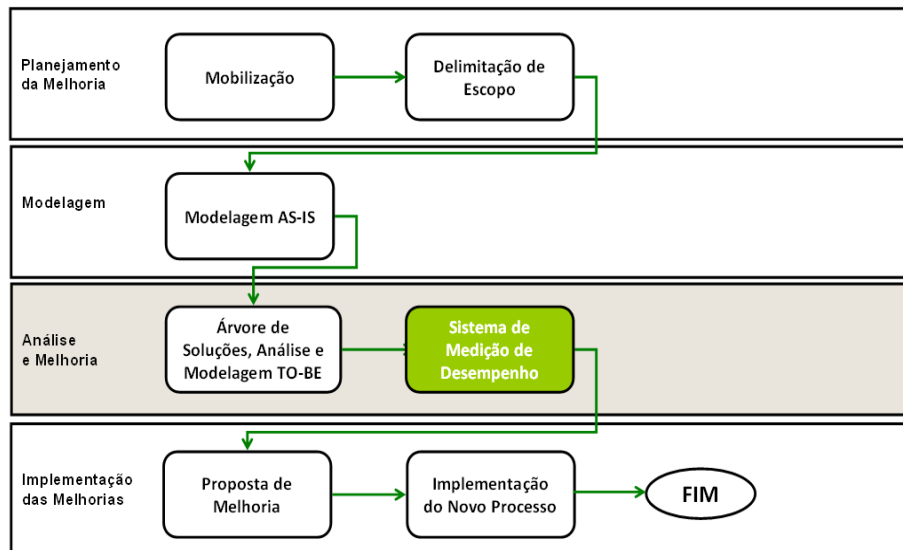 Planejamento
da Melhoria
Mobilização
Delimitação de
Escopo
Modelagem
Modelagem AS-IS
Análise
e Melhoria
Árvore de
Soluções, Análise e
Modelagem TO-BE
Sistema de
Medição de
Desempenho
Implementação
das Melhorias
Proposta de
Melhoria
Implementação
do Novo Processo
FIM